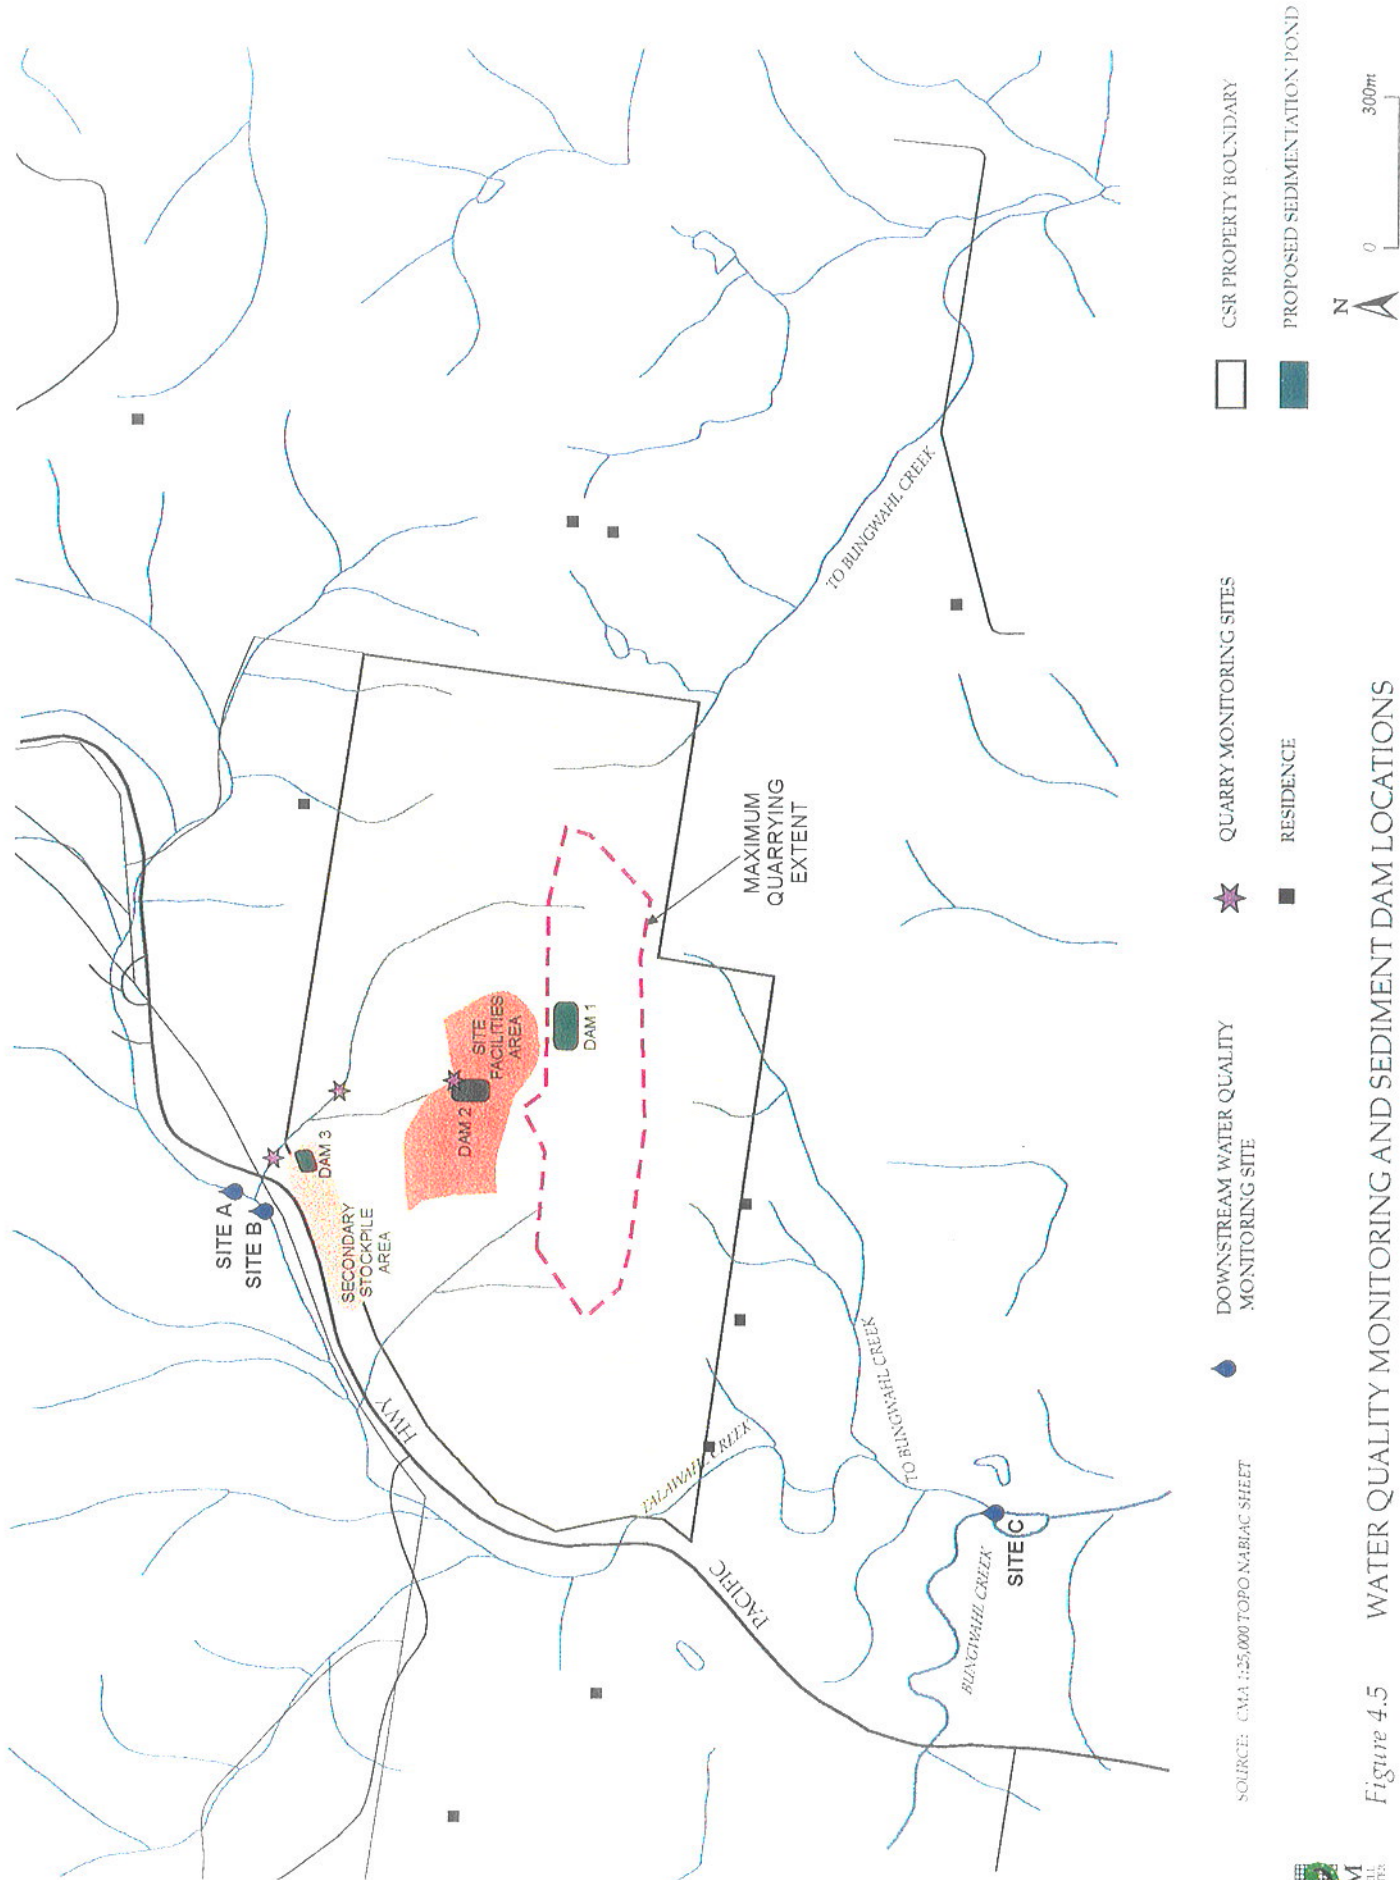 SITE A
SITE B
DAM 3
SECONDARY
STOCKPILE
AREA
DAM 2
SITE
FACILITIES
AREA
DAM 1
MAXIMUM
QUARRYING
EXTENT
HWY
PACIFIC
TALAWAHL CREEK
TO BUNGWAHL CREEK
TO BUNGWAHL CREEK
BUNGWAHL CREEK
SITE C
SOURCE: CMA 1:25,000 TOPO NABIAC SHEET
DOWNSTREAM WATER QUALITY
MONITORING SITE
QUARRY MONITORING SITES
RESIDENCE
CSR PROPERTY BOUNDARY
PROPOSED SEDIMENTATION POND
N
0 300m
Figure 4.5 WATER QUALITY MONITORING AND SEDIMENT DAM LOCATIONS